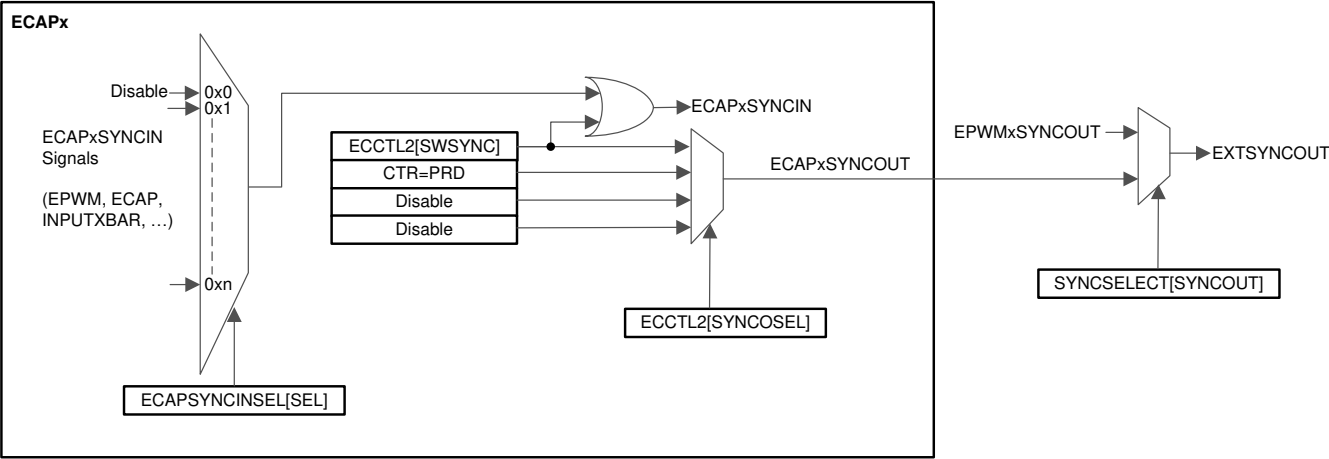 ECAPx
Disable
0x0
0x1
ECAPxSYNCIN
Signals
(EPWM, ECAP,
INPUTXBAR, …)
0xn
ECAPSYNCINSEL[SEL]
ECAPxSYNCIN
ECCTL2[SWSYNC]
CTR=PRD
Disable
Disable
ECAPxSYNCOUT
ECCTL2[SYNCOSEL]
EPWMxSYNCOUT
EXTSYNCOUT
SYNCSELECT[SYNCOUT]